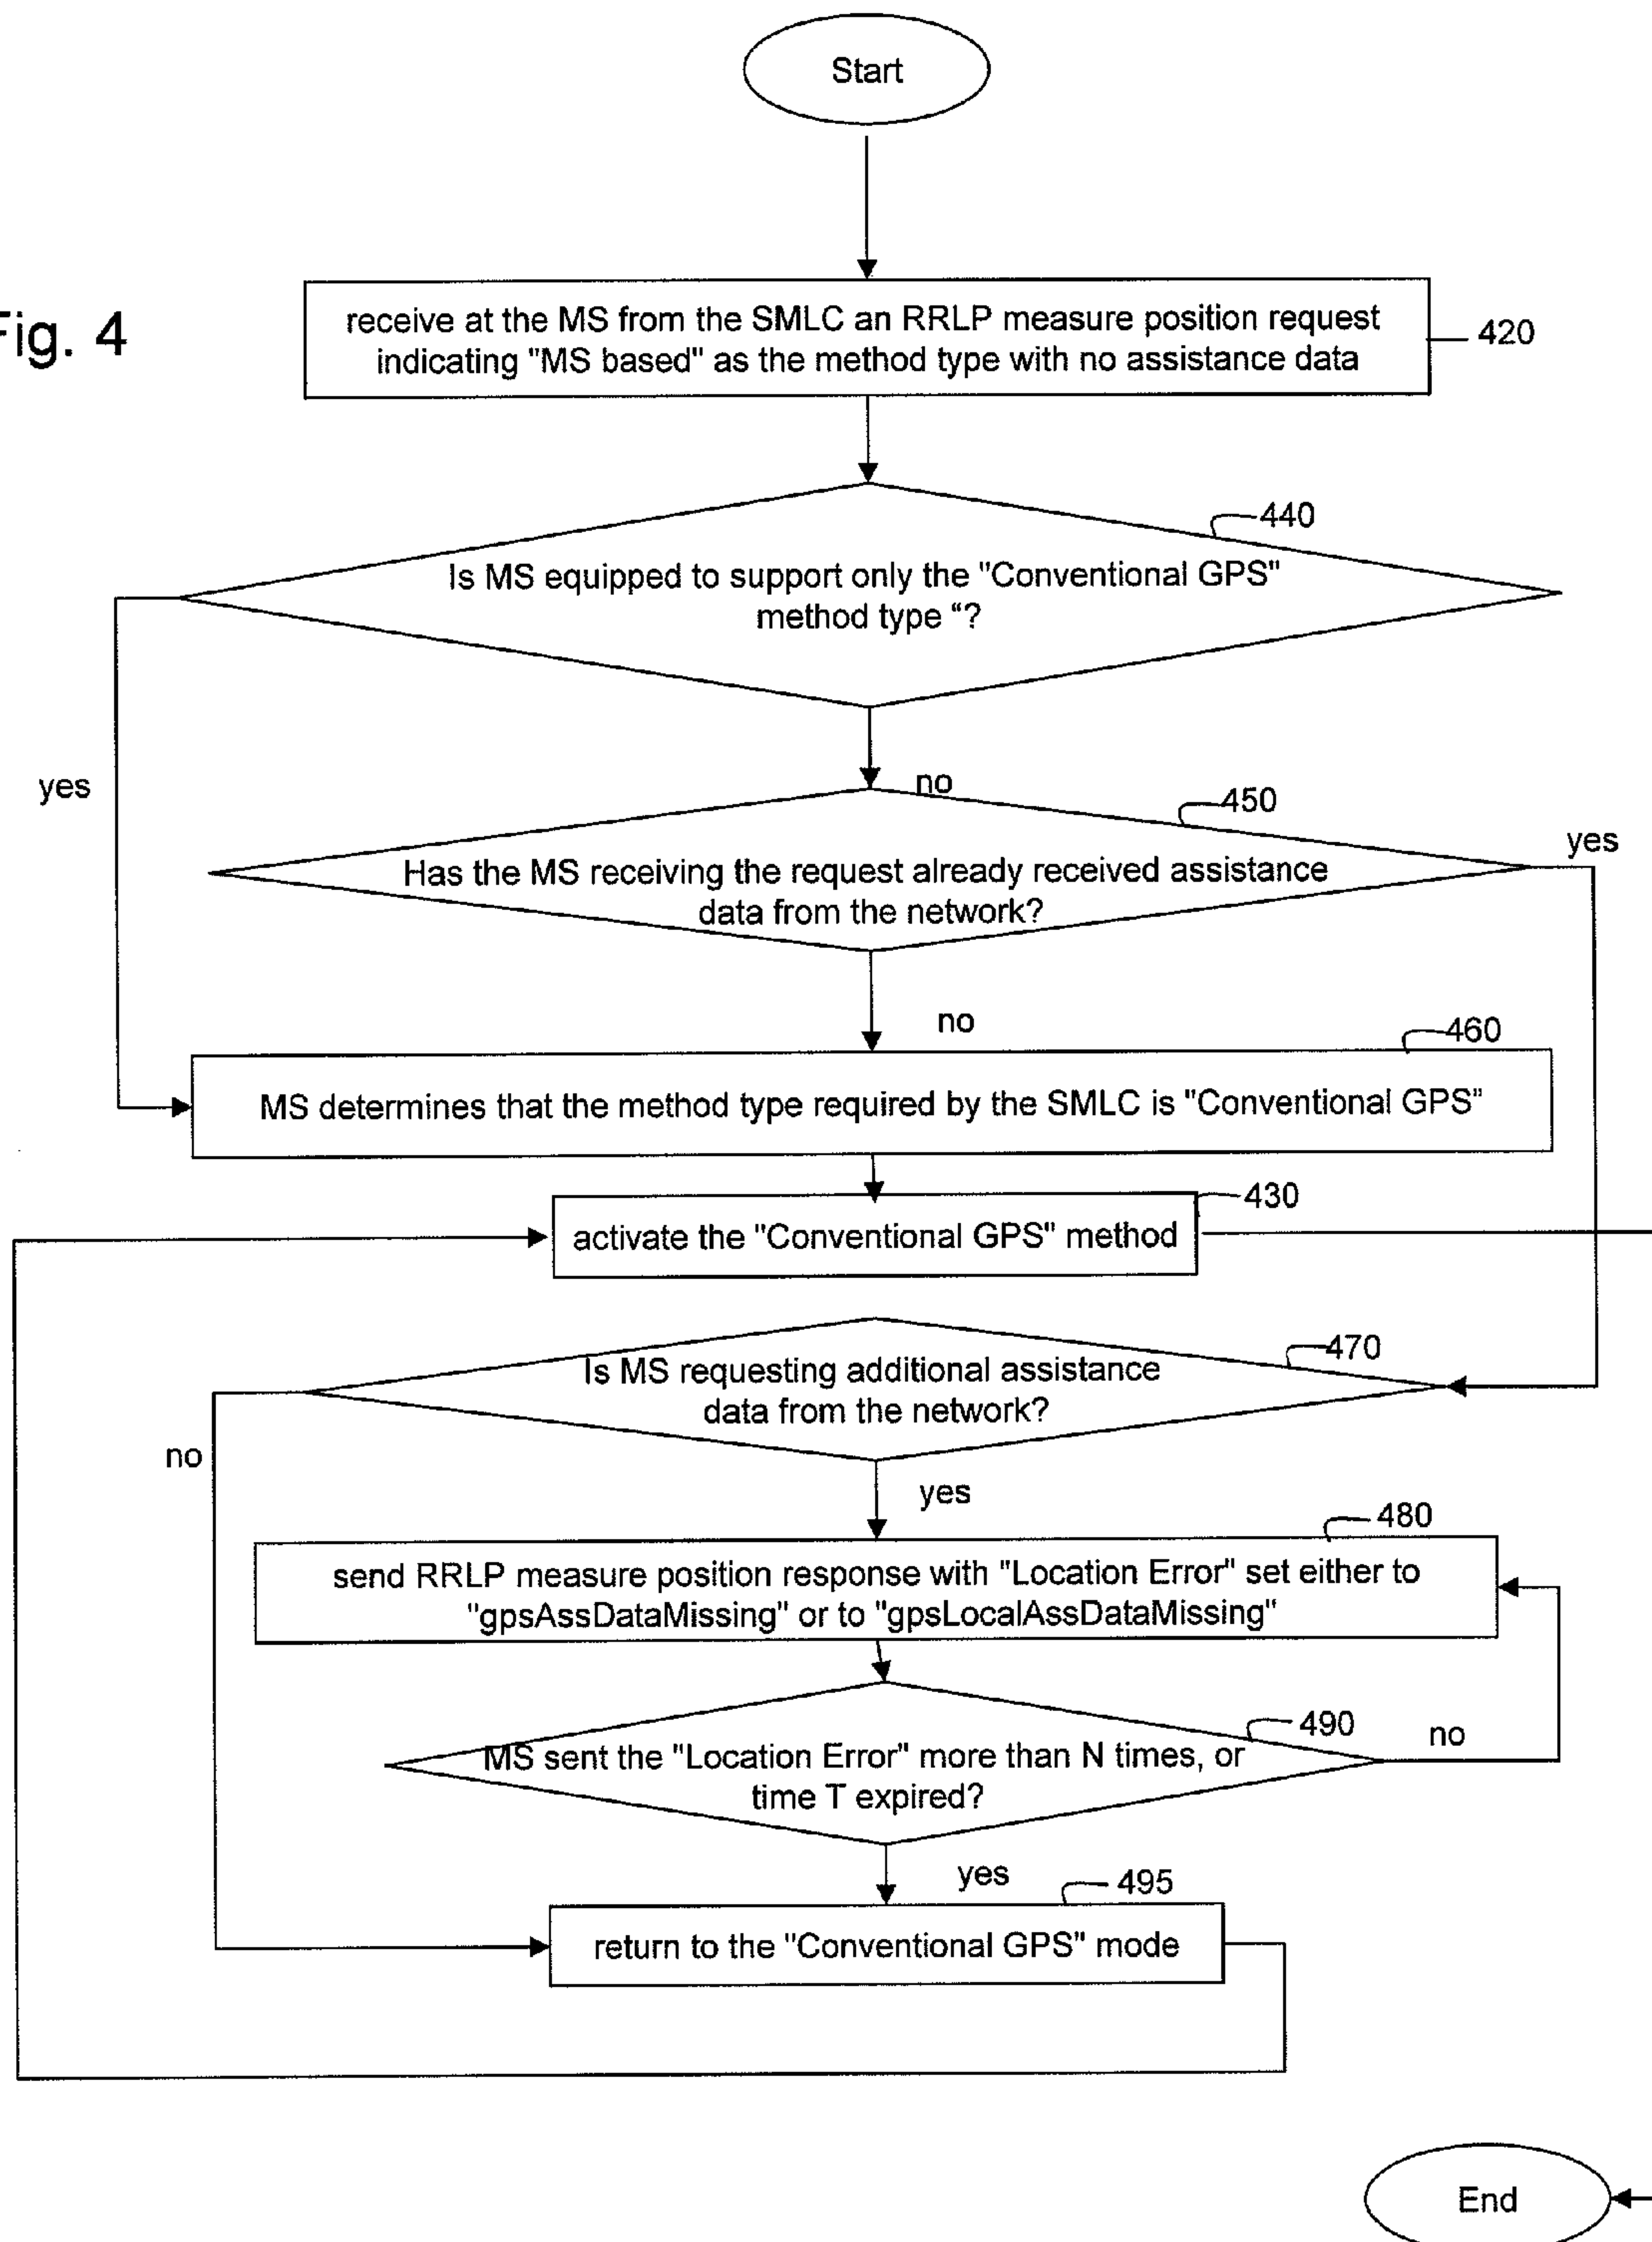 Start
Fig. 4
receive at the MS from the SMLC an RRLP measure position request
indicating "MS based" as the method type with no assistance data
420
440
Is MS equipped to support only the "Conventional GPS"
method type “?
yes
no
450
yes
Has the MS receiving the request already received assistance
data from the network?
no
460
MS determines that the method type required by the SMLC is "Conventional GPS"
430
activate the "Conventional GPS" method
470
Is MS requesting additional assistance
data from the network?
no
yes
480
send RRLP measure position response with "Location Error" set either to
"gpsAssDataMissing" or to "gpsLocalAssDataMissing"
490
no
MS sent the "Location Error" more than N times, or
time T expired?
yes
495
return to the "Conventional GPS" mode
End